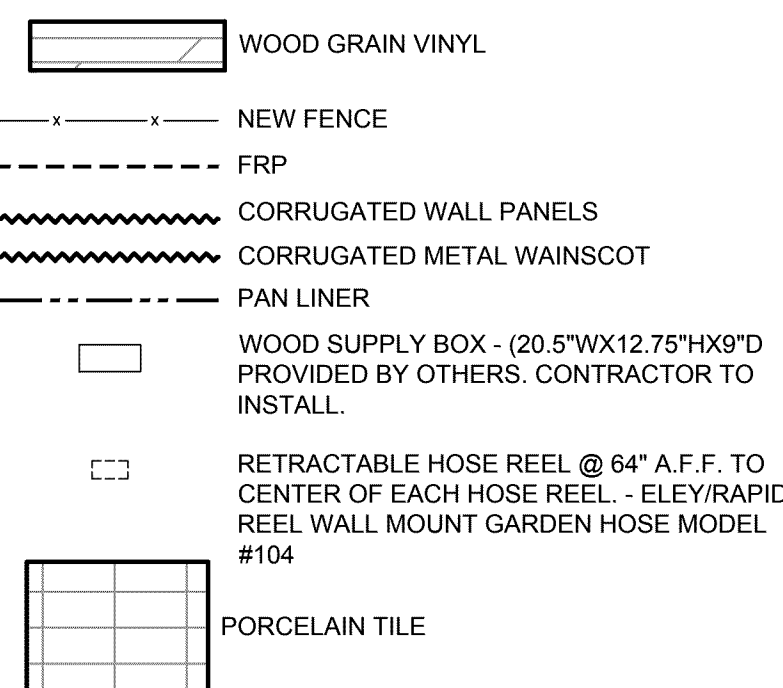 WOOD GRAIN VINYL
x x NEW FENCE
FRP
CORRUGATED WALL PANELS
CORRUGATED METAL WAINSCOT
PAN LINER
WOOD SUPPLY BOX - (20.5"WX12.75"HX9"D
PROVIDED BY OTHERS. CONTRACTOR TO
INSTALL.
RETRACTABLE HOSE REEL @ 64" A.F.F. TO
CENTER OF EACH HOSE REEL. - ELEY/RAPID
REEL WALL MOUNT GARDEN HOSE MODEL
#104
PORCELAIN TILE